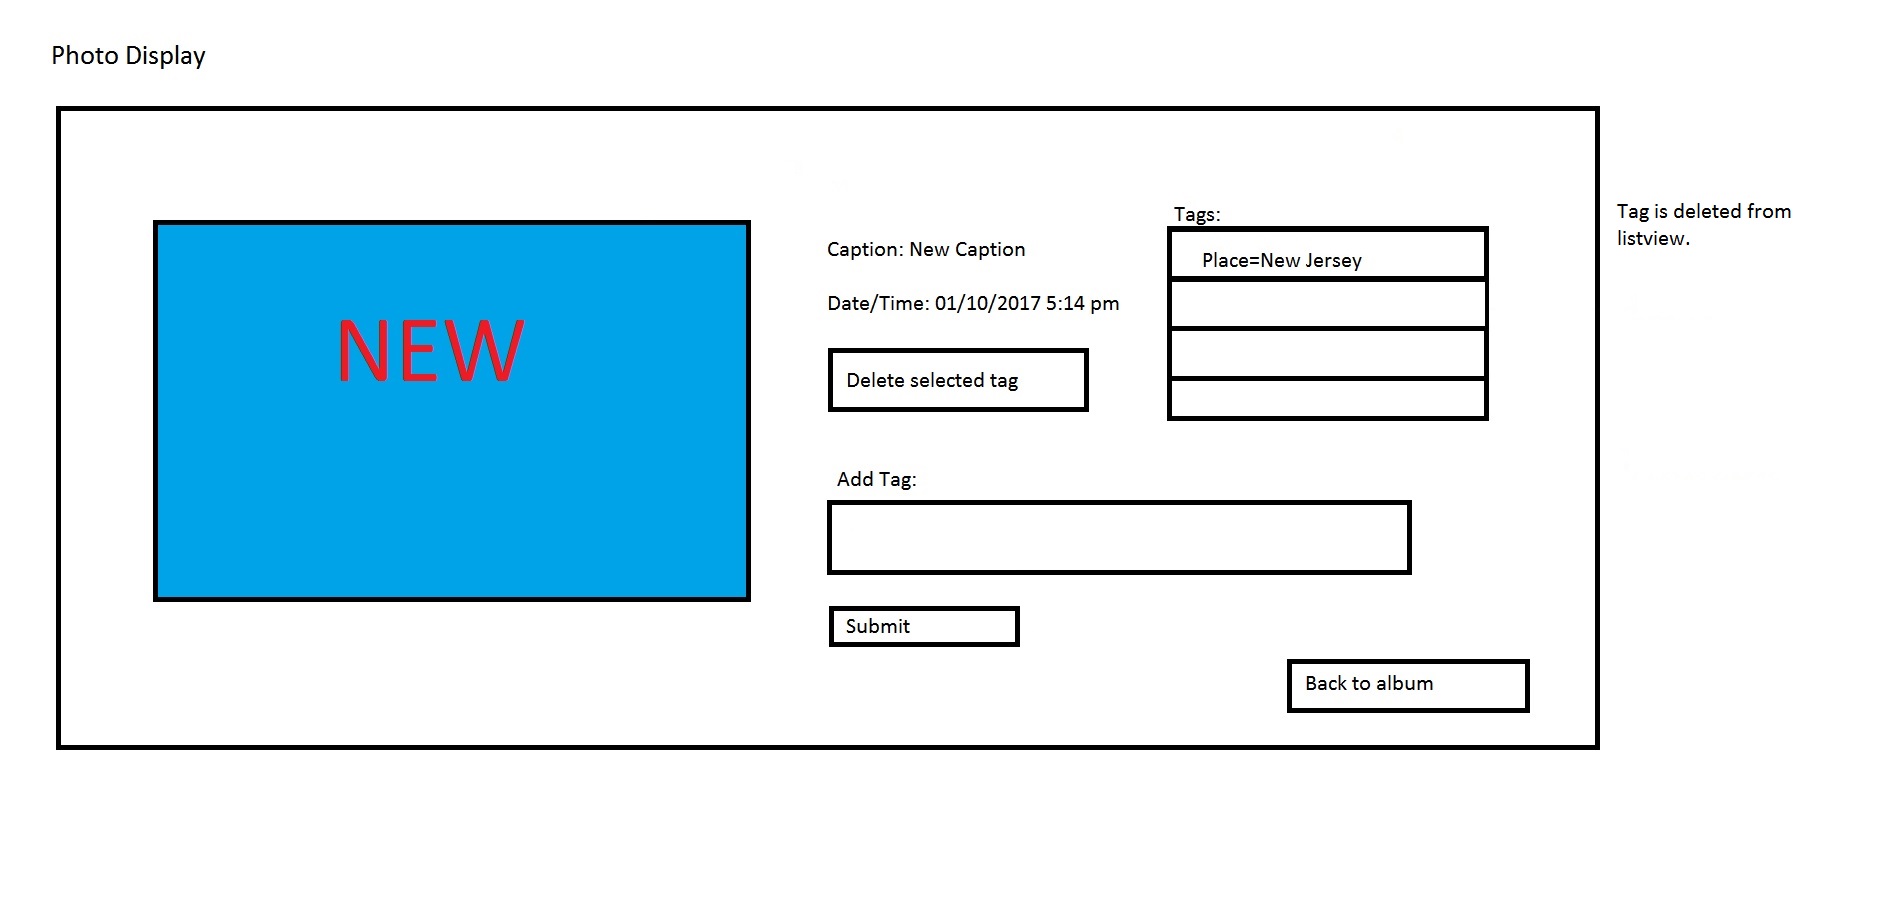 Photo Display
NEW
Caption: New Caption
Date/Time: 01/10/2017 5:14 pm
Delete selected tag
Tags:
Place=New Jersey
Add Tag:
Submit
Back to album
Tag is deleted from
listview.